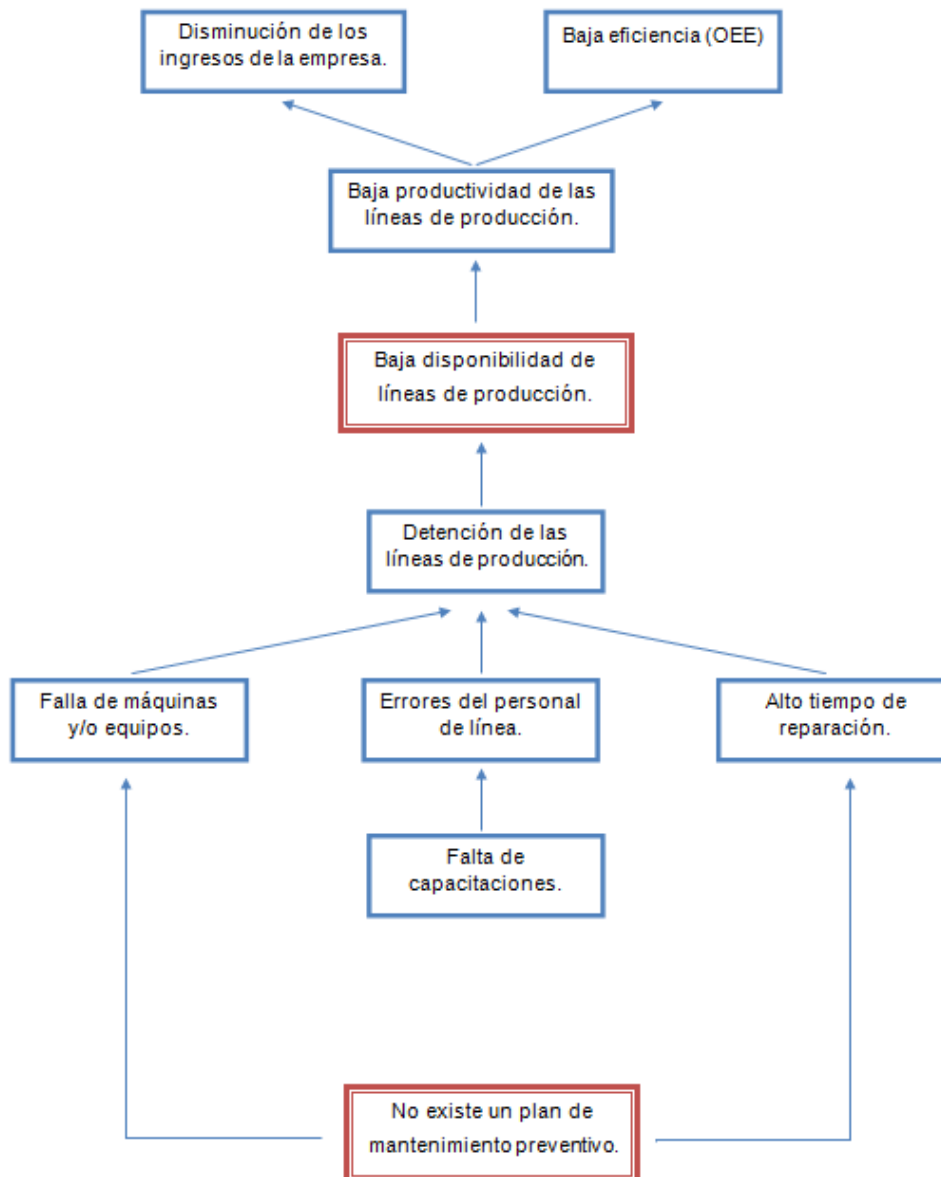 Disminución de los
ingresos de la empresa.
Baja eficiencia (OEE)
Baja productividad de las
líneas de producción.
Baja disponibilidad de
líneas de producción.
Detención de las
líneas de producción.
Falla de máquinas
y/o equipos.
Errores del personal
de línea.
Alto tiempo de
reparación.
Falta de
capacitaciones.
No existe un plan de
mantenimiento preventivo.